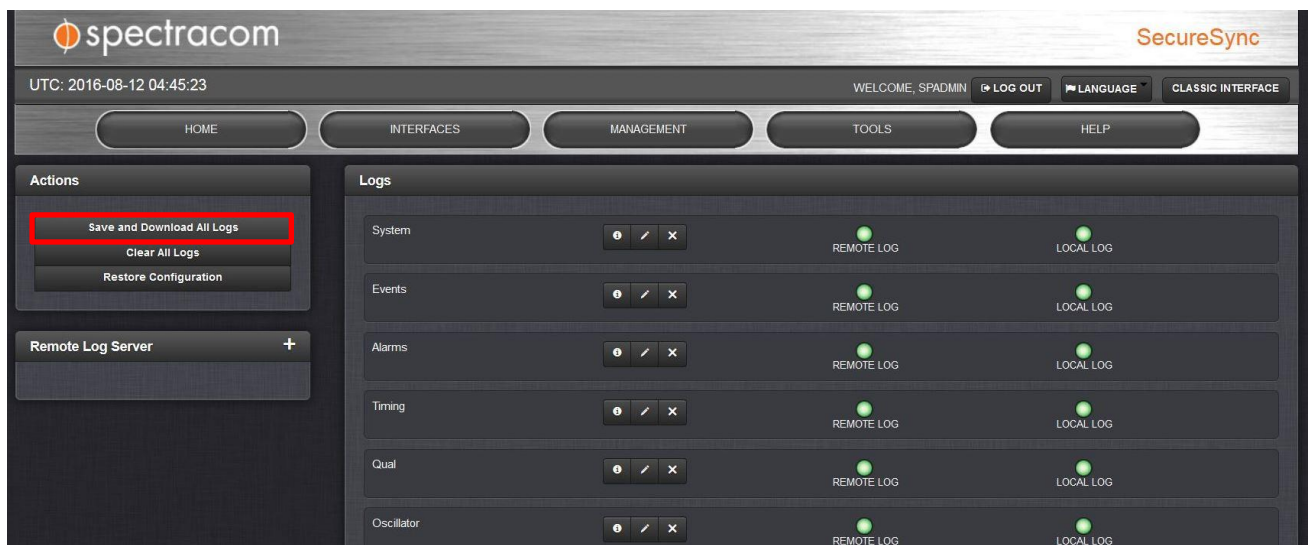 spectracom
SecureSync
UTC: 2016-08-12 04:45:23
WELCOME, SPADMIN LOG OUT LANGUAGE CLASSIC INTERFACE
HOME INTERFACES MANAGEMENT TOOLS HELP
Actions
Save and Download All Logs
Clear All Logs
Restore Configuration
Remote Log Server +
Logs
System
REMOTE LOG LOCAL LOG
Events
REMOTE LOG LOCAL LOG
Alarms
REMOTE LOG LOCAL LOG
Timing
REMOTE LOG LOCAL LOG
Qual
REMOTE LOG LOCAL LOG
Oscillator
REMOTE LOG LOCAL LOG